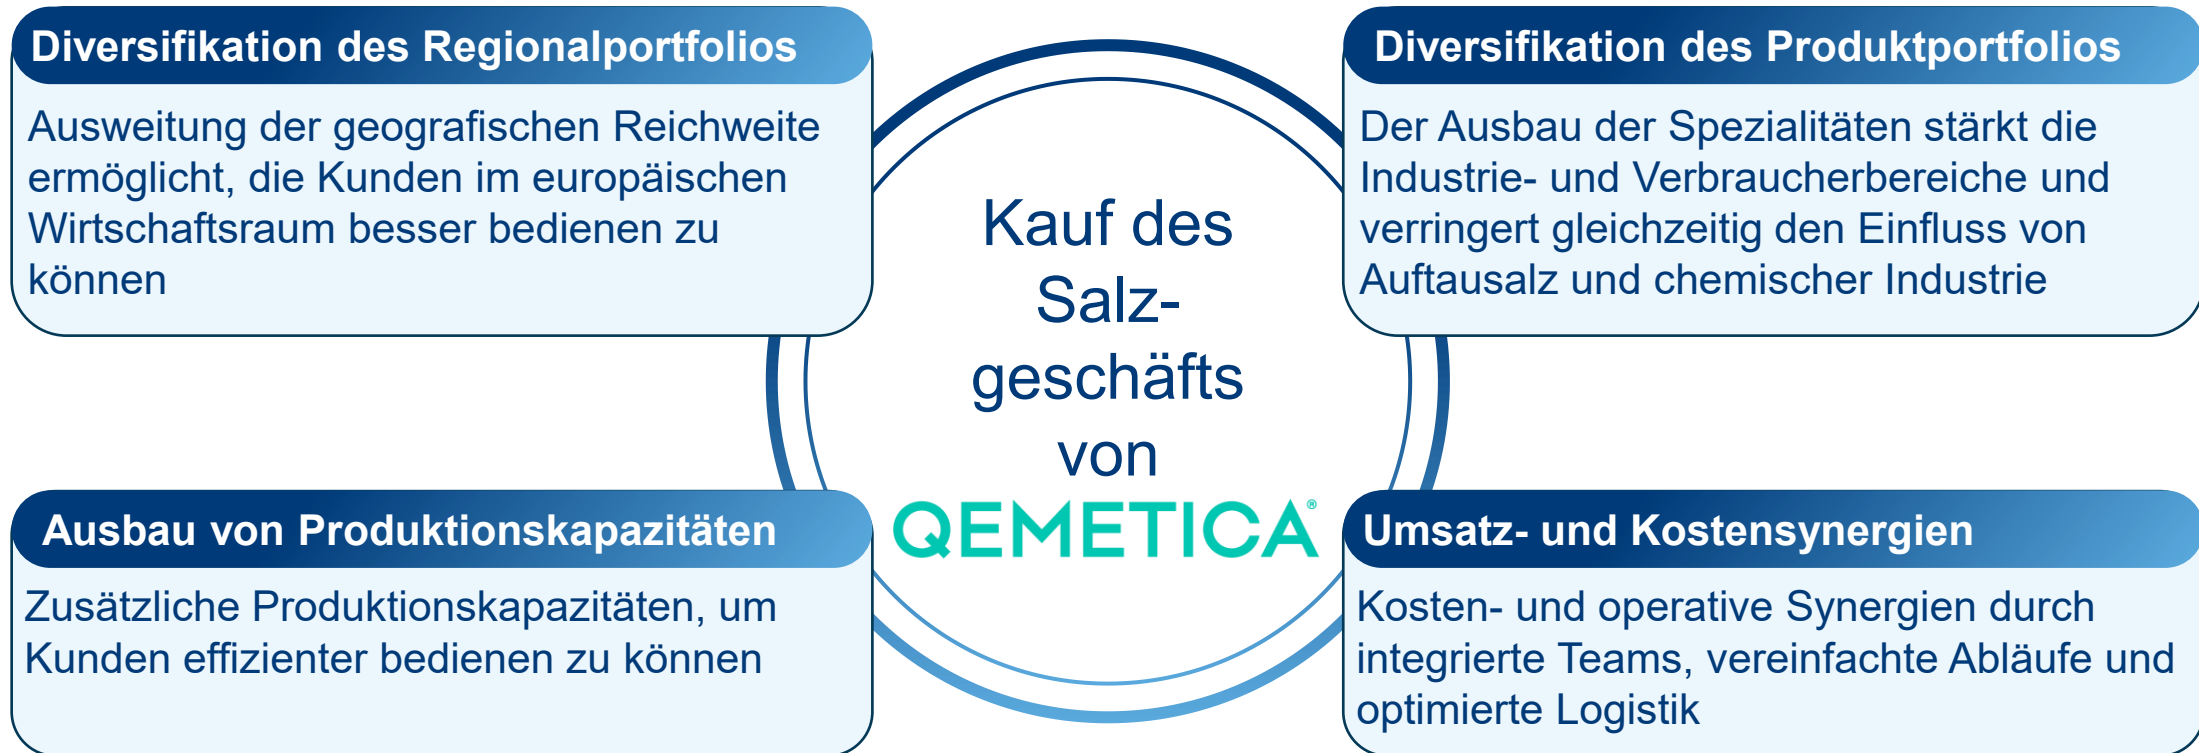 Diversifikation des Regionalportfolios
Ausweitung der geografischen Reichweite
ermöglicht, die Kunden im europäischen
Wirtschaftsraum besser bedienen zu
können
Diversifikation des Produktportfolios
Der Ausbau der Spezialitäten stärkt die
Industrie- und Verbraucherbereiche und
verringert gleichzeitig den Einfluss von
Auftausalz und chemischer Industrie
Kauf des
Salz-
geschäfts
von
QEMETICA®
Ausbau von Produktionskapazitäten
Zusätzliche Produktionskapazitäten, um
Kunden effizienter bedienen zu können
Umsatz- und Kostensynergien
Kosten- und operative Synergien durch
integrierte Teams, vereinfachte Abläufe und
optimierte Logistik